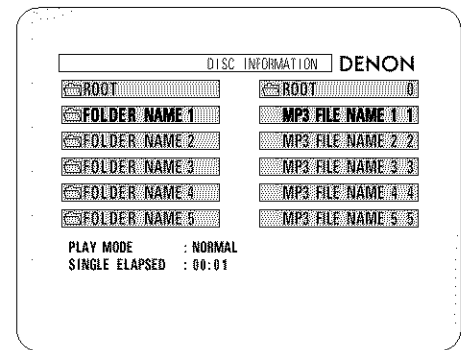 DISC INFORMATION DENON
ROOT
FOLDER NAME 1
FOLDER NAME 2
FOLDER NAME 3
FOLDER NAME 4
FOLDER NAME 5
ROOT 0
MP3 FILE NAME 1 1
MP3 FILE NAME 2 2
MP3 FILE NAME 3 3
MP3 FILE NAME 4 4
MP3 FILE NAME 5 5
PLAY MODE : NORMAL
SINGLE ELAPSED : 00:01